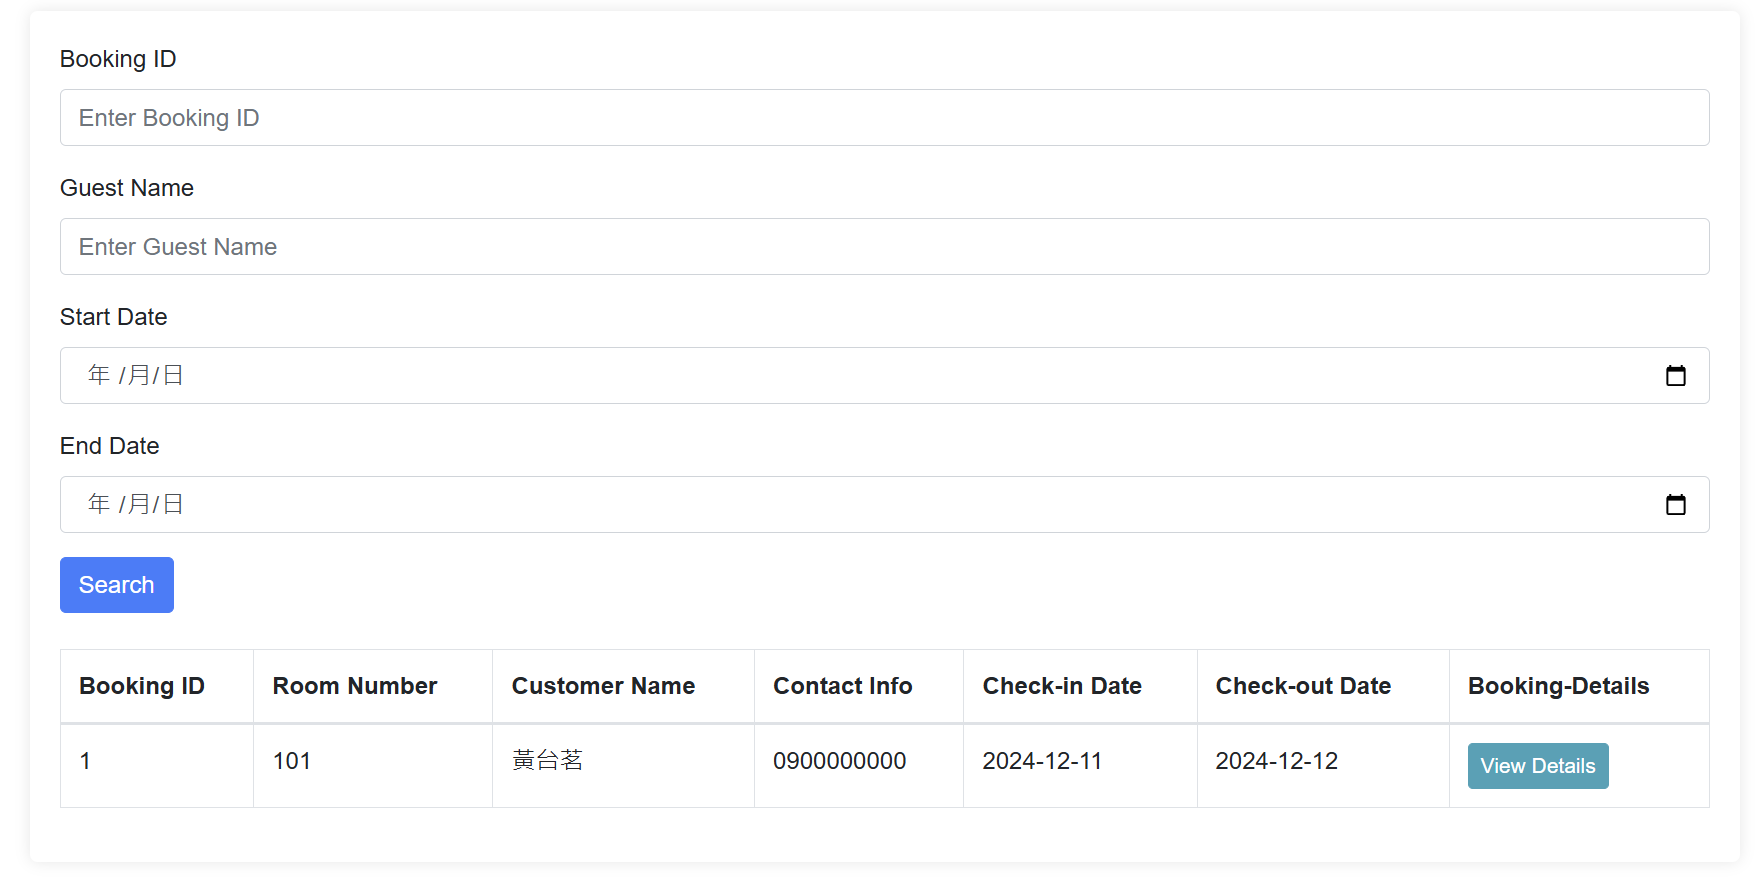 Booking ID
Enter Booking ID
Guest Name
Enter Guest Name
Start Date
年 /月/日
End Date
年 /月/日
Search
Booking ID Room Number Customer Name Contact Info Check-in Date Check-out Date Booking-Details
1 101 黃台茗 0900000000 2024-12-11 2024-12-12 View Details